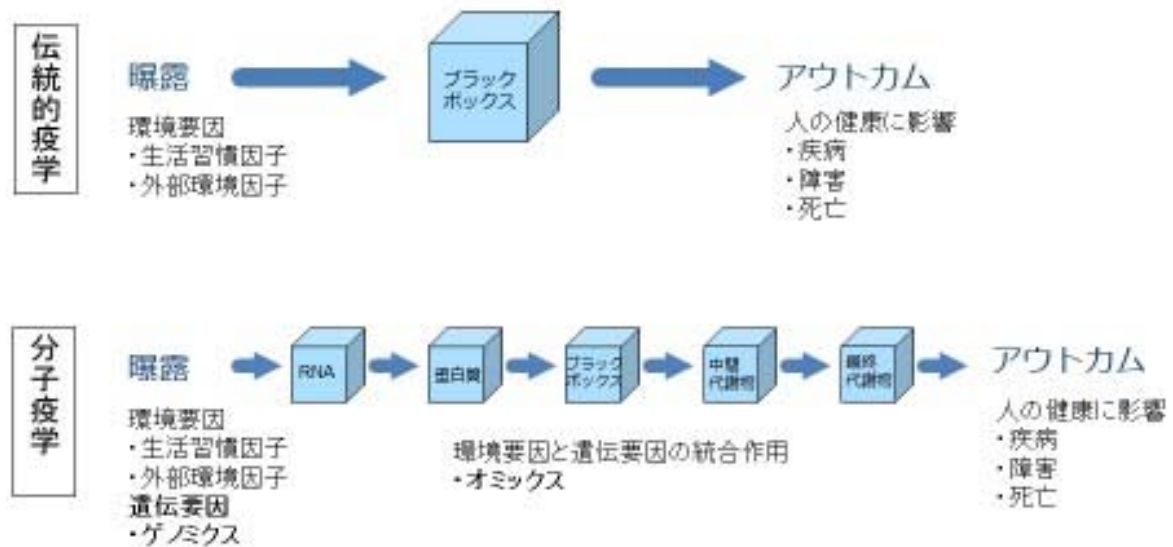 伝統的疫学
曝露
ブラック
ボックス
アウトカム
環境要因
・生活習慣因子
・外部環境因子
人の健康に影響
・疾病
・障害
・死亡
分子疫学
曝露
RNA
蛋白質
ブラック
ボックス
中間
代謝物
最終
代謝物
アウトカム
環境要因
・生活習慣因子
・外部環境因子
遺伝要因
・ゲノミクス
環境要因と遺伝要因の統合作用
・オミックス
人の健康に影響
・疾病
・障害
・死亡